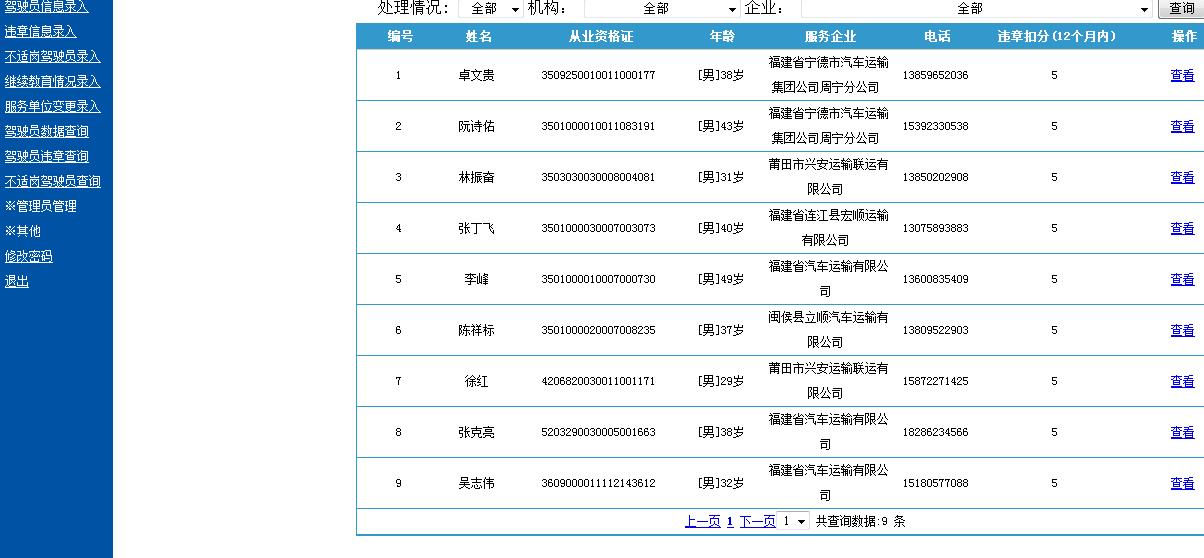 驾驶员信息录入
违章信息录入
不适岗驾驶员录入
继续教育情况录入
服务单位变更录入
驾驶员数据查询
驾驶员违章查询
不适岗驾驶员查询
※管理员管理
※其他
修改密码
退出
处理情况: 全部 机构: 全部 企业: 全部 查询
编号 姓名 从业资格证 年龄 服务企业 电话 违章扣分(12个月内) 操作
1 卓文贵 3509250010011000177 [男]38岁 福建省宁德市汽车运输 13859652036 5 查看
集团公司周宁分公司
2 阮诗佑 3501000010011083191 [男]43岁 福建省宁德市汽车运输 15392330538 5 查看
集团公司周宁分公司
3 林振奋 3503030030008004081 [男]31岁 莆田市兴安运输联运有 13850202908 5 查看
限公司
4 张丁飞 3501000030007003073 [男]40岁 福建省连江县宏顺运输 13075893883 5 查看
有限公司
5 李峰 3501000010007000730 [男]49岁 福建省汽车运输有限公 13600835409 5 查看
司
6 陈祥标 3501000020007008235 [男]37岁 闽侯县立顺汽车运输有 13809522903 5 查看
限公司
7 徐红 4206820030011001171 [男]29岁 莆田市兴安运输联运有 15872271425 5 查看
限公司
8 张克亮 5203290030005001663 [男]38岁 福建省汽车运输有限公 18286234566 5 查看
司
9 吴志伟 3609000011112143612 [男]32岁 福建省汽车运输有限公 15180577088 5 查看
司
上一页 1 下一页 1 共查询数据:9 条